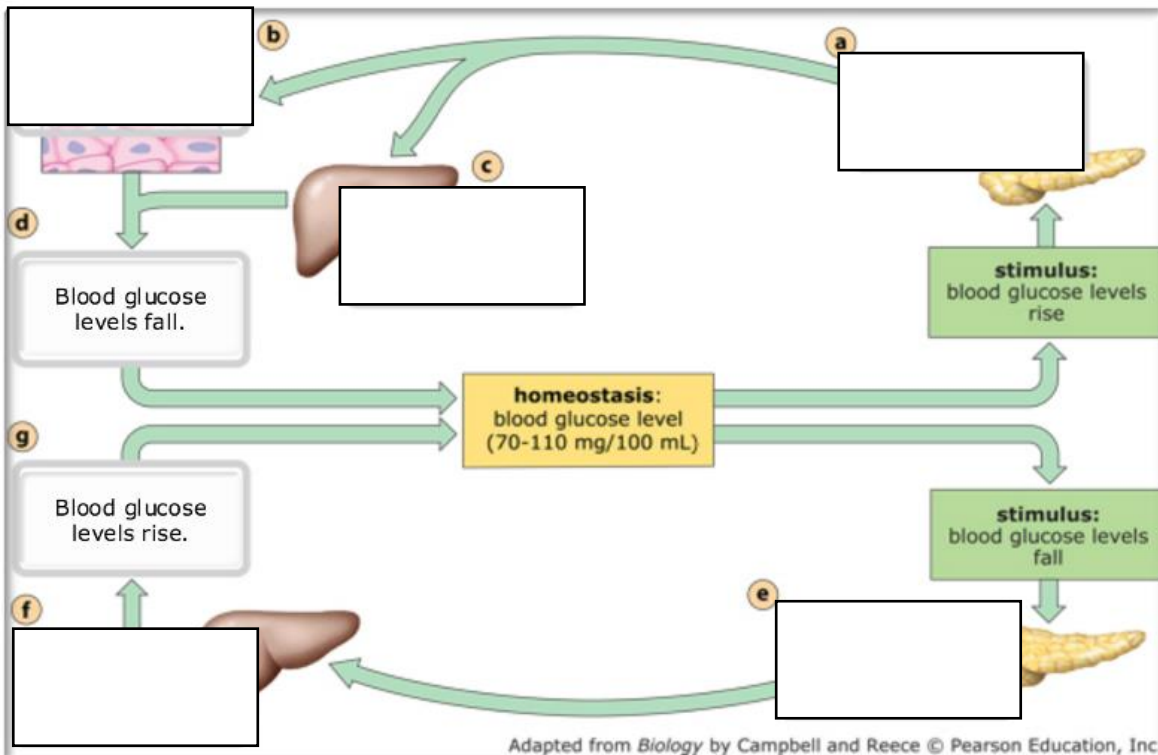 b
a
c
d
Blood glucose
levels fall.
stimulus:
blood glucose levels
rise
homeostasis:
blood glucose level
(70-110 mg/100 mL)
g
Blood glucose
levels rise.
stimulus:
blood glucose levels
fall
f
e
Adapted from Biology by Campbell and Reece © Pearson Education, Inc